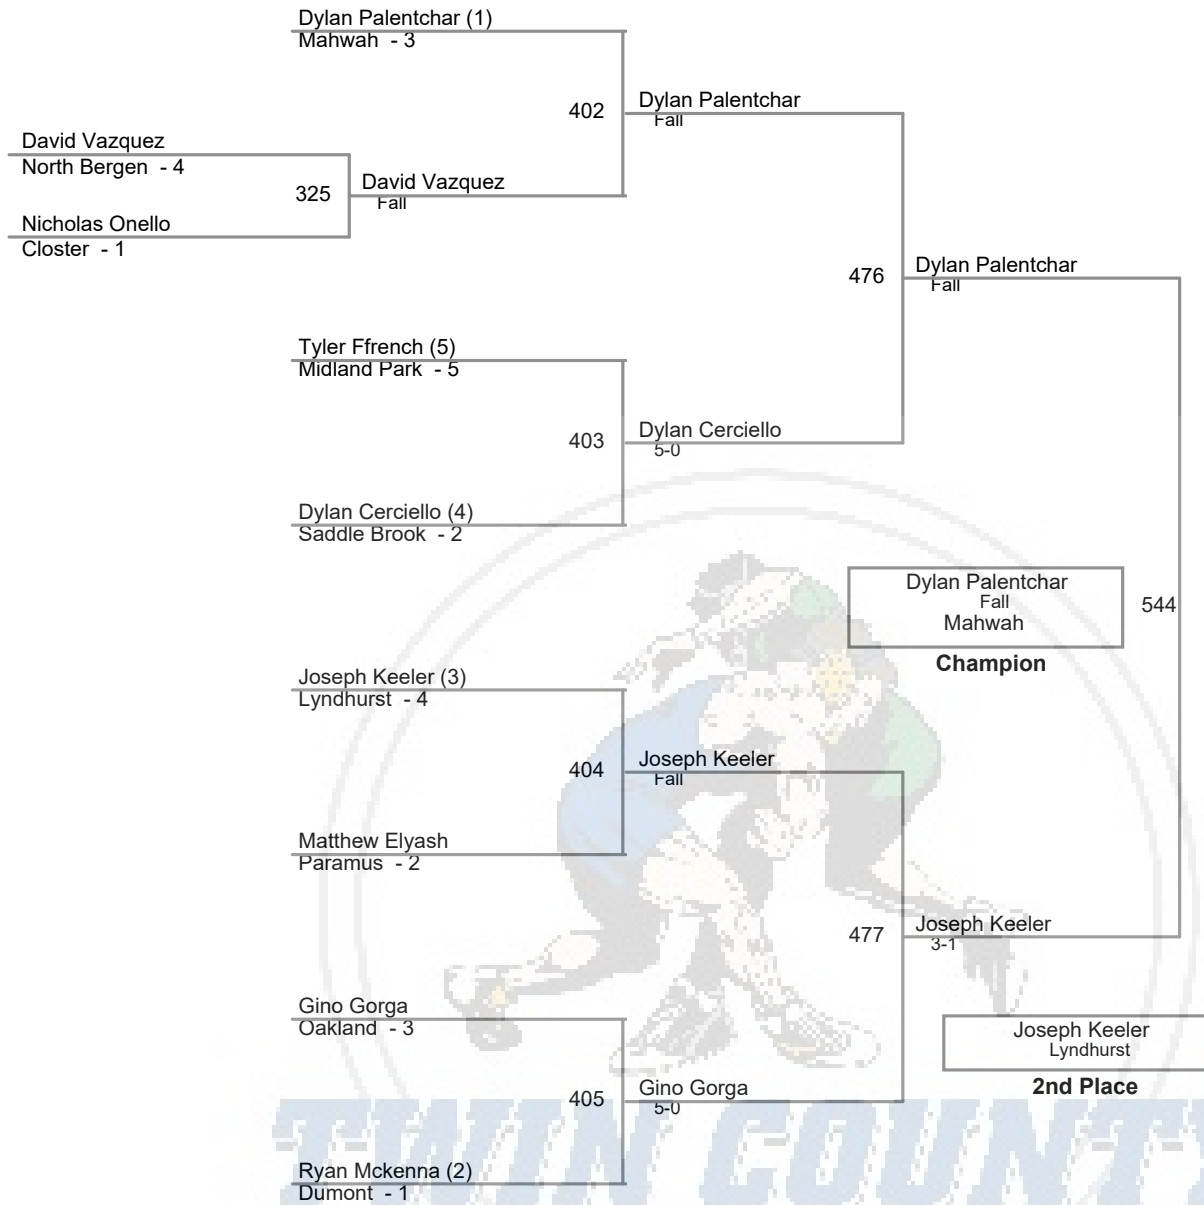 Dylan Palentchar (1)
Mahwah - 3
402
Dylan Palentchar
Fall
David Vazquez
North Bergen - 4
325
David Vazquez
Fall
Nicholas Onello
Closter - 1
476
Dylan Palentchar
Fall
Tyler Ffrench (5)
Midland Park - 5
403
Dylan Cerciello
5-0
Dylan Cerciello (4)
Saddle Brook - 2
Dylan Palentchar
Fall
Mahwah
544
Champion
Joseph Keeler (3)
Lyndhurst - 4
404
Joseph Keeler
Fall
Matthew Elyash
Paramus - 2
477
Joseph Keeler
3-1
Gino Gorga
Oakland - 3
Joseph Keeler
Lyndhurst
2nd Place
405
Gino Gorga
5-0
Ryan Mckenna (2)
Dumont - 1
TWIN COUNTY